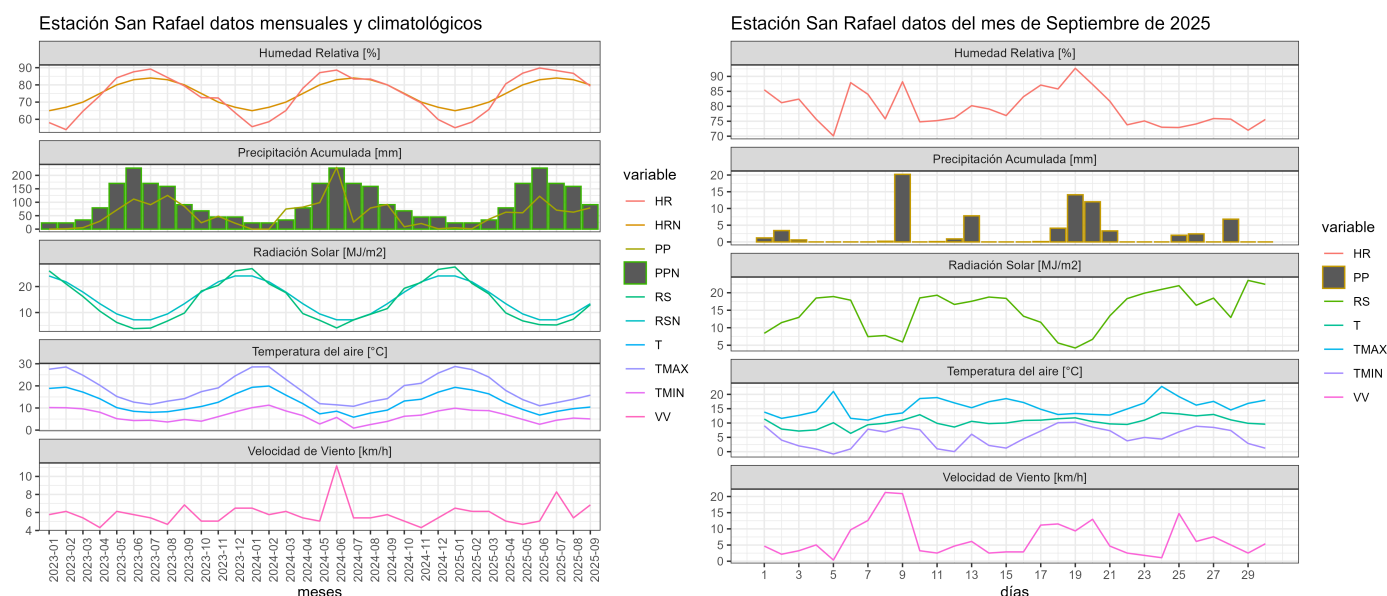 Estación San Rafael datos mensuales y climatológicos
Humedad Relativa [%]
90
80
70
60
Precipitación Acumulada [mm]
200
150
100
50
0
Radiación Solar [MJ/m2]
20
10
Temperatura del aire [°C]
30
20
10
0
Velocidad de Viento [km/h]
10
8
6
4
2023-01
2023-02
2023-03
2023-04
2023-05
2023-06
2023-07
2023-08
2023-09
2023-10
2023-11
2023-12
2024-01
2024-02
2024-03
2024-04
2024-05
2024-06
2024-07
2024-08
2024-09
2024-10
2024-11
2024-12
2025-01
2025-02
2025-03
2025-04
2025-05
2025-06
2025-07
2025-08
2025-09
meses
variable
HR
HRN
PP
PPN
RS
RSN
T
TMAX
TMIN
VV
Estación San Rafael datos del mes de Septiembre de 2025
Humedad Relativa [%]
90
85
80
75
70
Precipitación Acumulada [mm]
20
15
10
5
0
Radiación Solar [MJ/m2]
20
15
10
5
Temperatura del aire [°C]
20
15
10
5
0
Velocidad de Viento [km/h]
20
15
10
5
0
1 3 5 7 9 11 13 15 17 19 21 23 25 27 29
días
variable
HR
PP
RS
T
TMAX
TMIN
VV